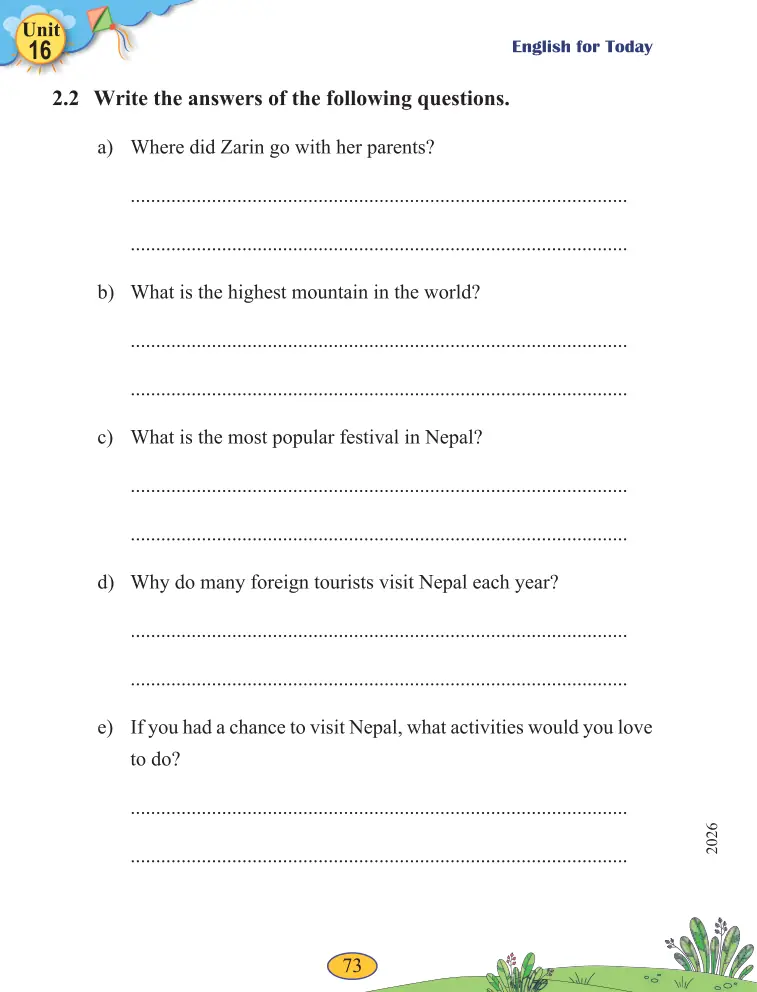 Unit
16
English for Today
2.2 Write the answers of the following questions.
a) Where did Zarin go with her parents?
..................................................................................................
..................................................................................................
b) What is the highest mountain in the world?
..................................................................................................
..................................................................................................
c) What is the most popular festival in Nepal?
..................................................................................................
..................................................................................................
d) Why do many foreign tourists visit Nepal each year?
..................................................................................................
..................................................................................................
e) If you had a chance to visit Nepal, what activities would you love
to do?
..................................................................................................
..................................................................................................
2026
73